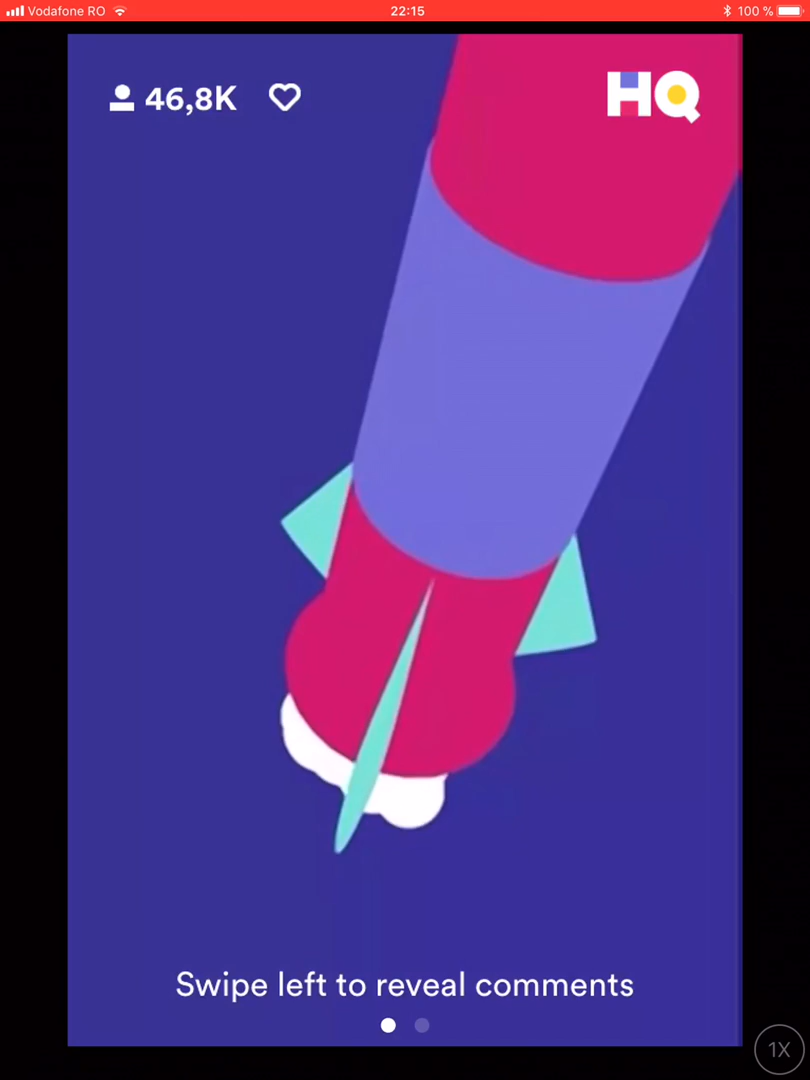 Vodafone RO
22:15
100 %
46,8K
HQ
Swipe left to reveal comments
1X